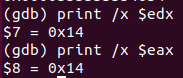 (gdb) print /x $edx
$7 = 0x14
(gdb) print /x $eax
$8 = 0x14